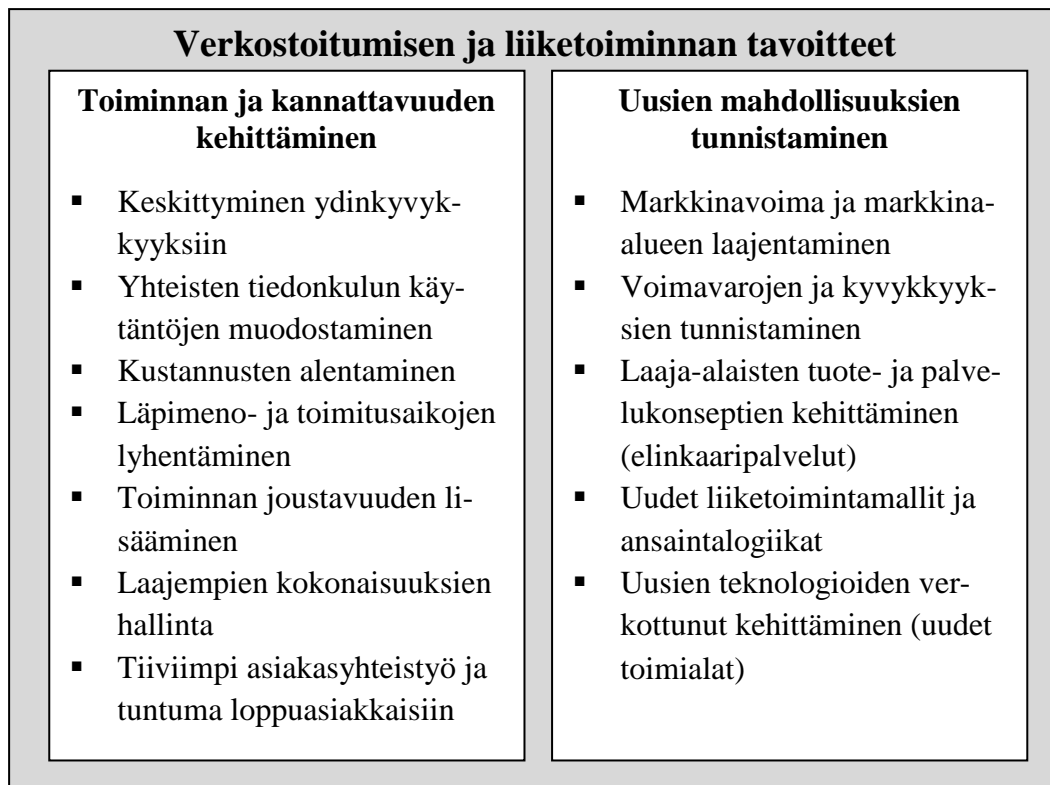 Verkostoitumisen ja liiketoiminnan tavoitteet
Toiminnan ja kannattavuuden
kehittäminen
▪ Keskittyminen ydinkyvyk-
kyyksiin
▪ Yhteisten tiedonkulun käy-
täntöjen muodostaminen
▪ Kustannusten alentaminen
▪ Läpimeno- ja toimitusaikojen
lyhentäminen
▪ Toiminnan joustavuuden li-
sääminen
▪ Laajempien kokonaisuuksien
hallinta
▪ Tiiviimpi asiakasyhteistyö ja
tuntuma loppuasiakkaisiin
Uusien mahdollisuuksien
tunnistaminen
▪ Markkinavoima ja markkina-
alueen laajentaminen
▪ Voimavarojen ja kyvykkyyk-
sien tunnistaminen
▪ Laaja-alaisten tuote- ja palve-
lukonseptien kehittäminen
(elinkaaripalvelut)
▪ Uudet liiketoimintamallit ja
ansaintalogiikat
▪ Uusien teknologioiden ver-
kottunut kehittäminen (uudet
toimialat)